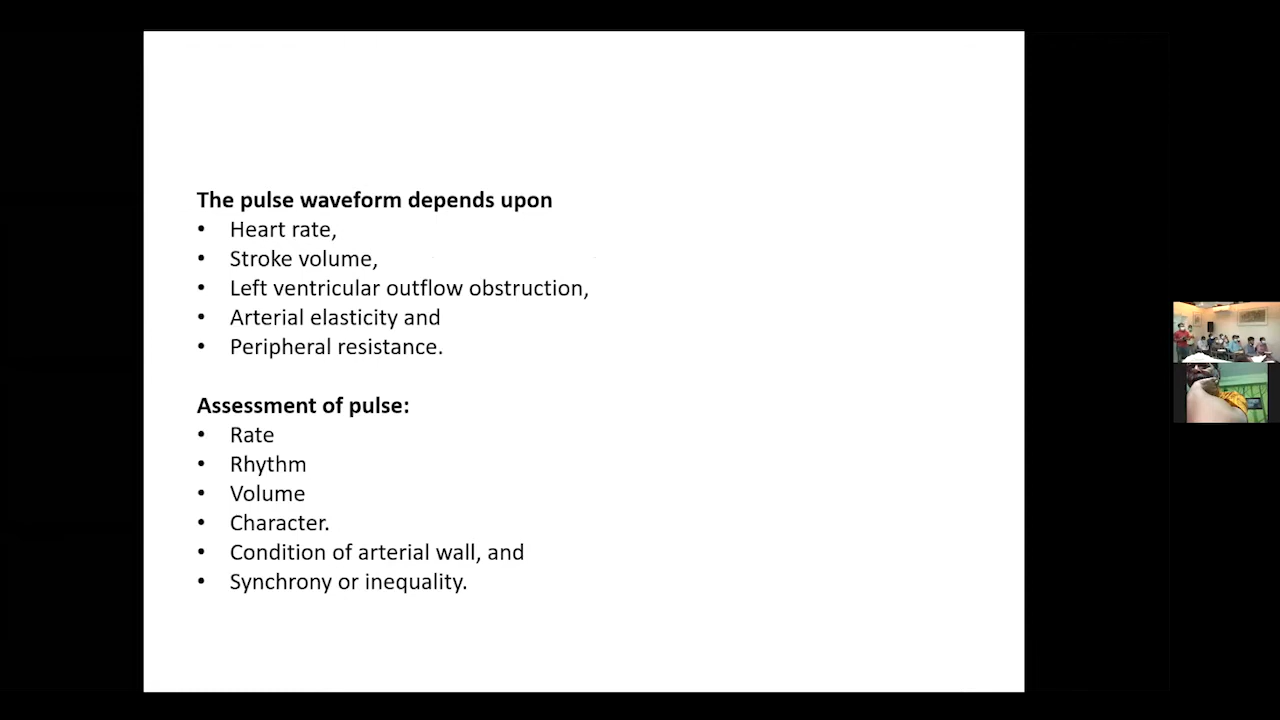 The pulse waveform depends upon
• Heart rate,
• Stroke volume,
• Left ventricular outflow obstruction,
• Arterial elasticity and
• Peripheral resistance.
Assessment of pulse:
• Rate
• Rhythm
• Volume
• Character.
• Condition of arterial wall, and
• Synchrony or inequality.